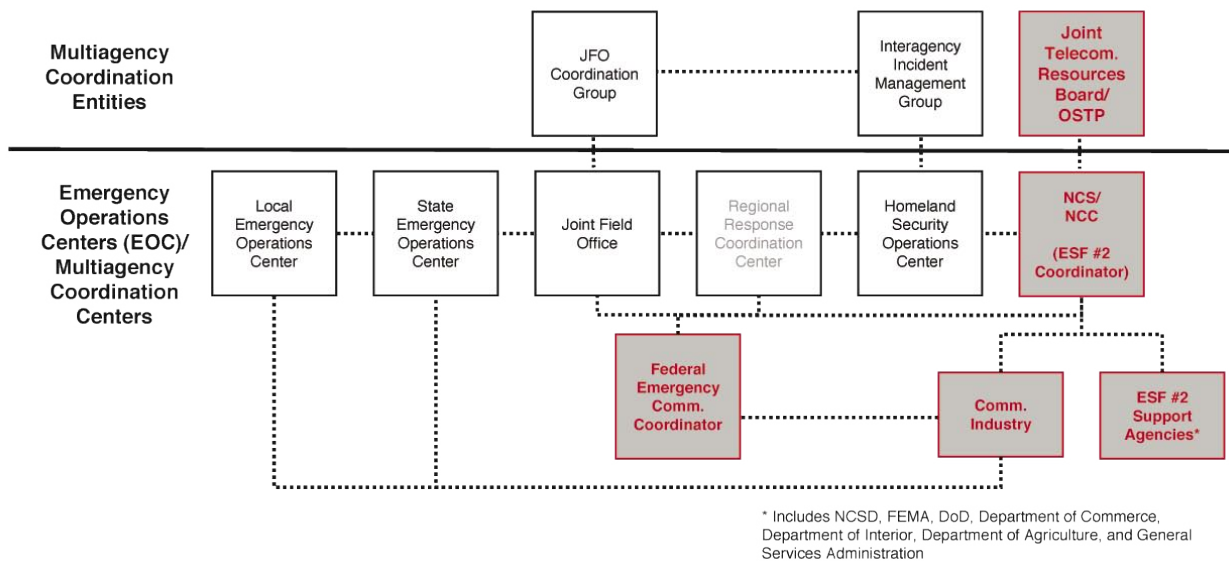 Multiagency
Coordination
Entities
JFO
Coordination
Group
Interagency
Incident
Management
Group
Joint
Telecom.
Resources
Board/
OSTP
Emergency
Operations
Centers (EOC)/
Multiagency
Coordination
Centers
Local
Emergency
Operations
Center
State
Emergency
Operations
Center
Joint Field
Office
Regional
Response
Coordination
Center
Homeland
Security
Operations
Center
NCS/
NCC
(ESF #2
Coordinator)
Federal
Emergency
Comm.
Coordinator
Comm.
Industry
ESF #2
Support
Agencies*
* Includes NCSD, FEMA, DoD, Department of Commerce,
Department of Interior, Department of Agriculture, and General
Services Administration